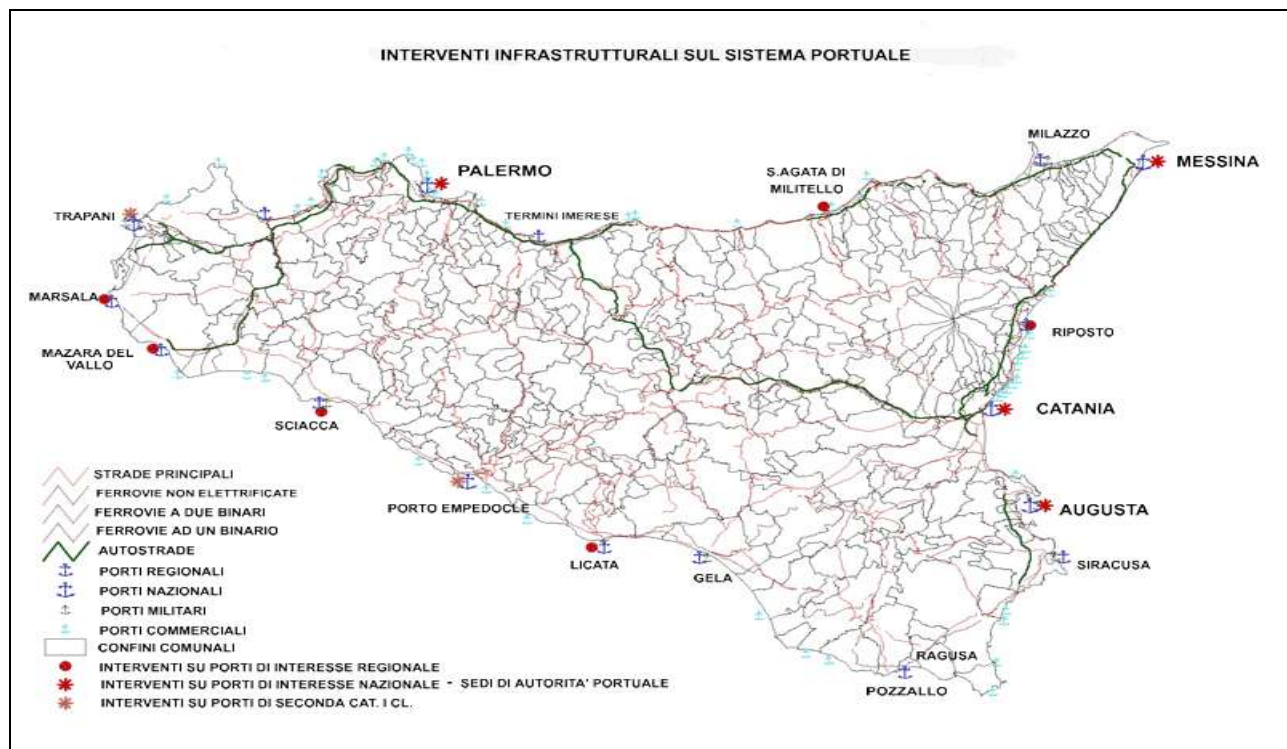 INTERVENTI INFRASTRUTTURALI SUL SISTEMA PORTUALE
MILAZZO
MESSINA
PALERMO
S.AGATA DI
MILITELLO
TRAPANI
TERMINI IMERESE
MARSALA
RIPOSTO
MAZARA DEL
VALLO
CATANIA
SCIACCA
PORTO EMPEDOCLE
AUGUSTA
LICATA
GELA
SIRACUSA
RAGUSA
POZZALLO
STRADE PRINCIPALI
FERROVIE NON ELETTRIFICATE
FERROVIE A DUE BINARI
FERROVIE AD UN BINARIO
AUTOSTRADE
PORTI REGIONALI
PORTI NAZIONALI
PORTI MILITARI
PORTI COMMERCIALI
CONFINI COMUNALI
INTERVENTI SU PORTI DI INTERESSE REGIONALE
INTERVENTI SU PORTI DI INTERESSE NAZIONALE - SEDI DI AUTORITA' PORTUALE
INTERVENTI SU PORTI DI SECONDA CAT. I CL.